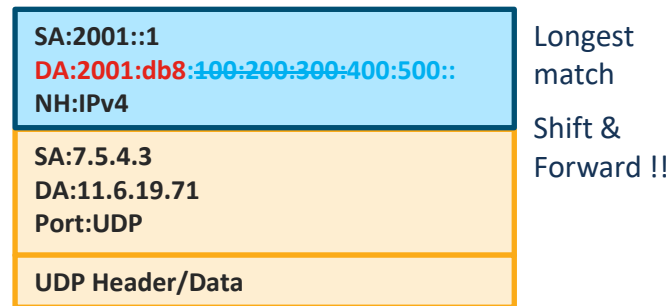 SA:2001::1
DA:2001:db8:100:200:300:400:500::
NH:IPv4
SA:7.5.4.3
DA:11.6.19.71
Port:UDP
UDP Header/Data
Longest
match
Shift &
Forward !!